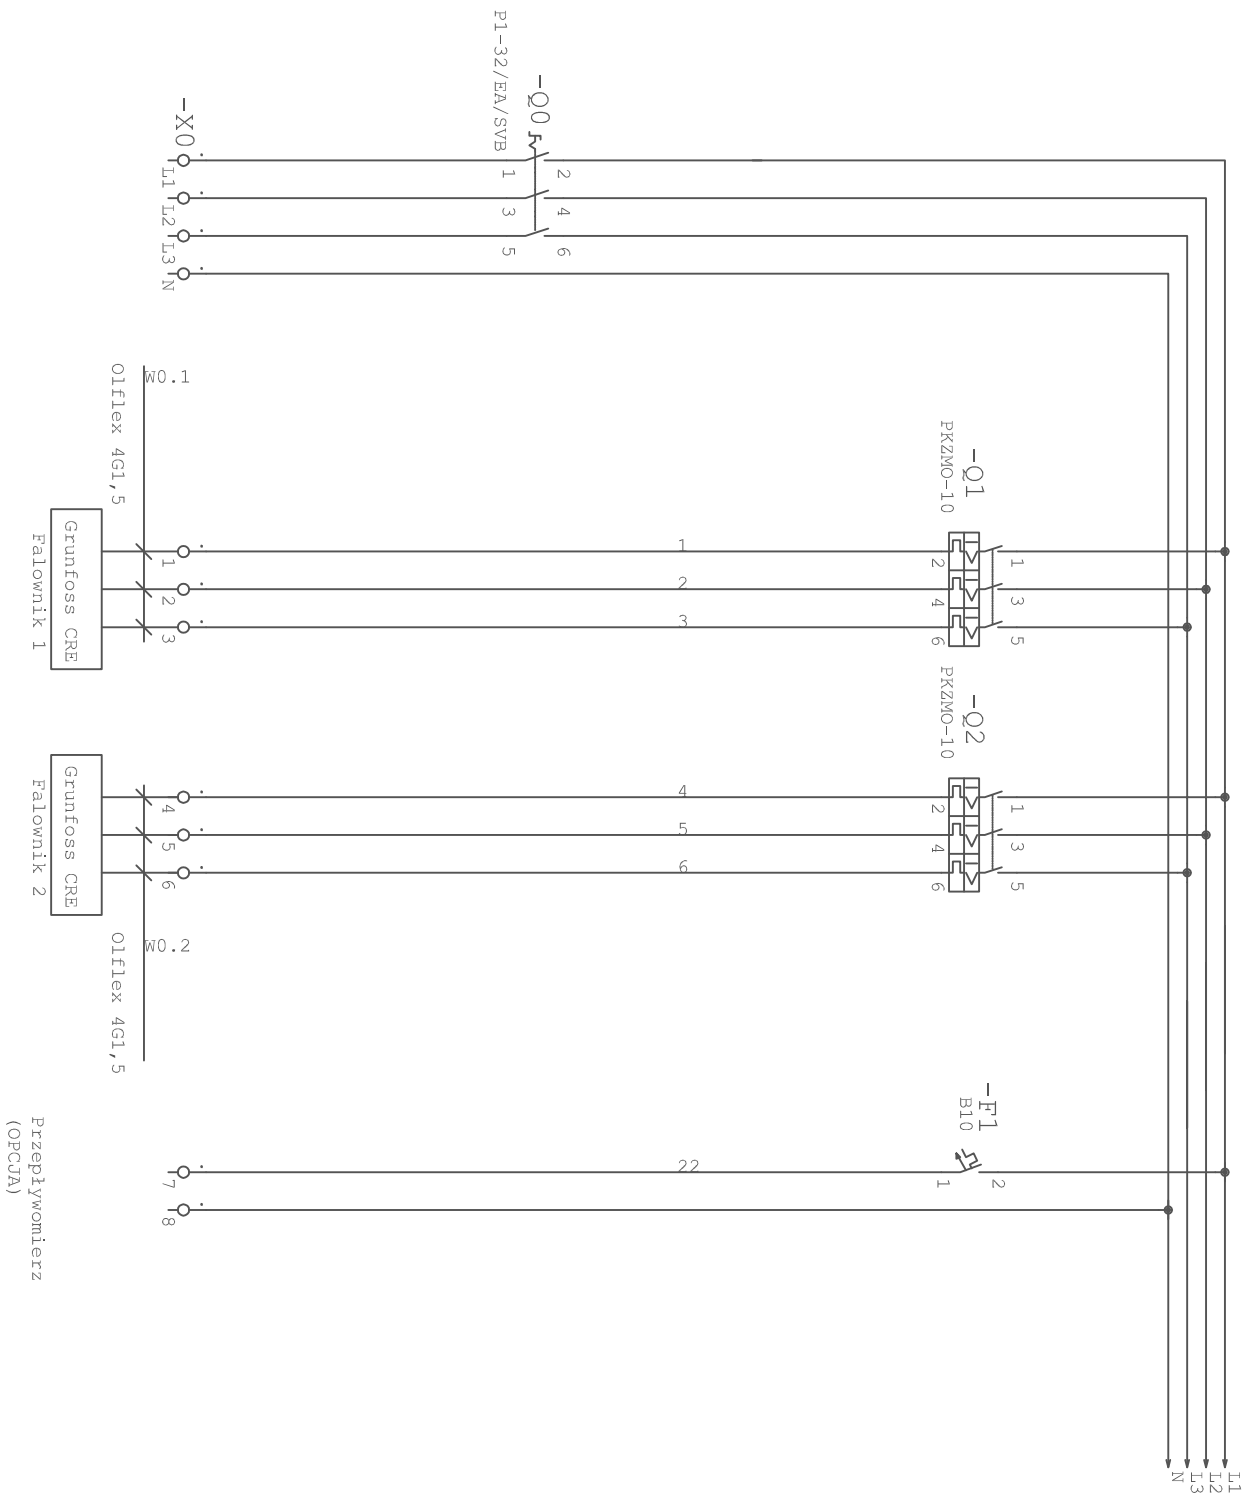 L1
L2
L3
N
-Q1
PKZMO-10
1
3
5
2
4
6
-Q2
PKZMO-10
1
3
5
2
4
6
-F1
B10
2
1
-Q0
P1-32/EA/SVB
2
4
6
1
3
5
1
2
3
4
5
6
22
-X0
L1
L2
L3
N
1
2
3
4
5
6
7
8
W0.1
Olflex 4G1,5
W0.2
Olflex 4G1,5
Grunfoss CRE
Falownik 1
Grunfoss CRE
Falownik 2
Przepływomierz
(OPCJA)